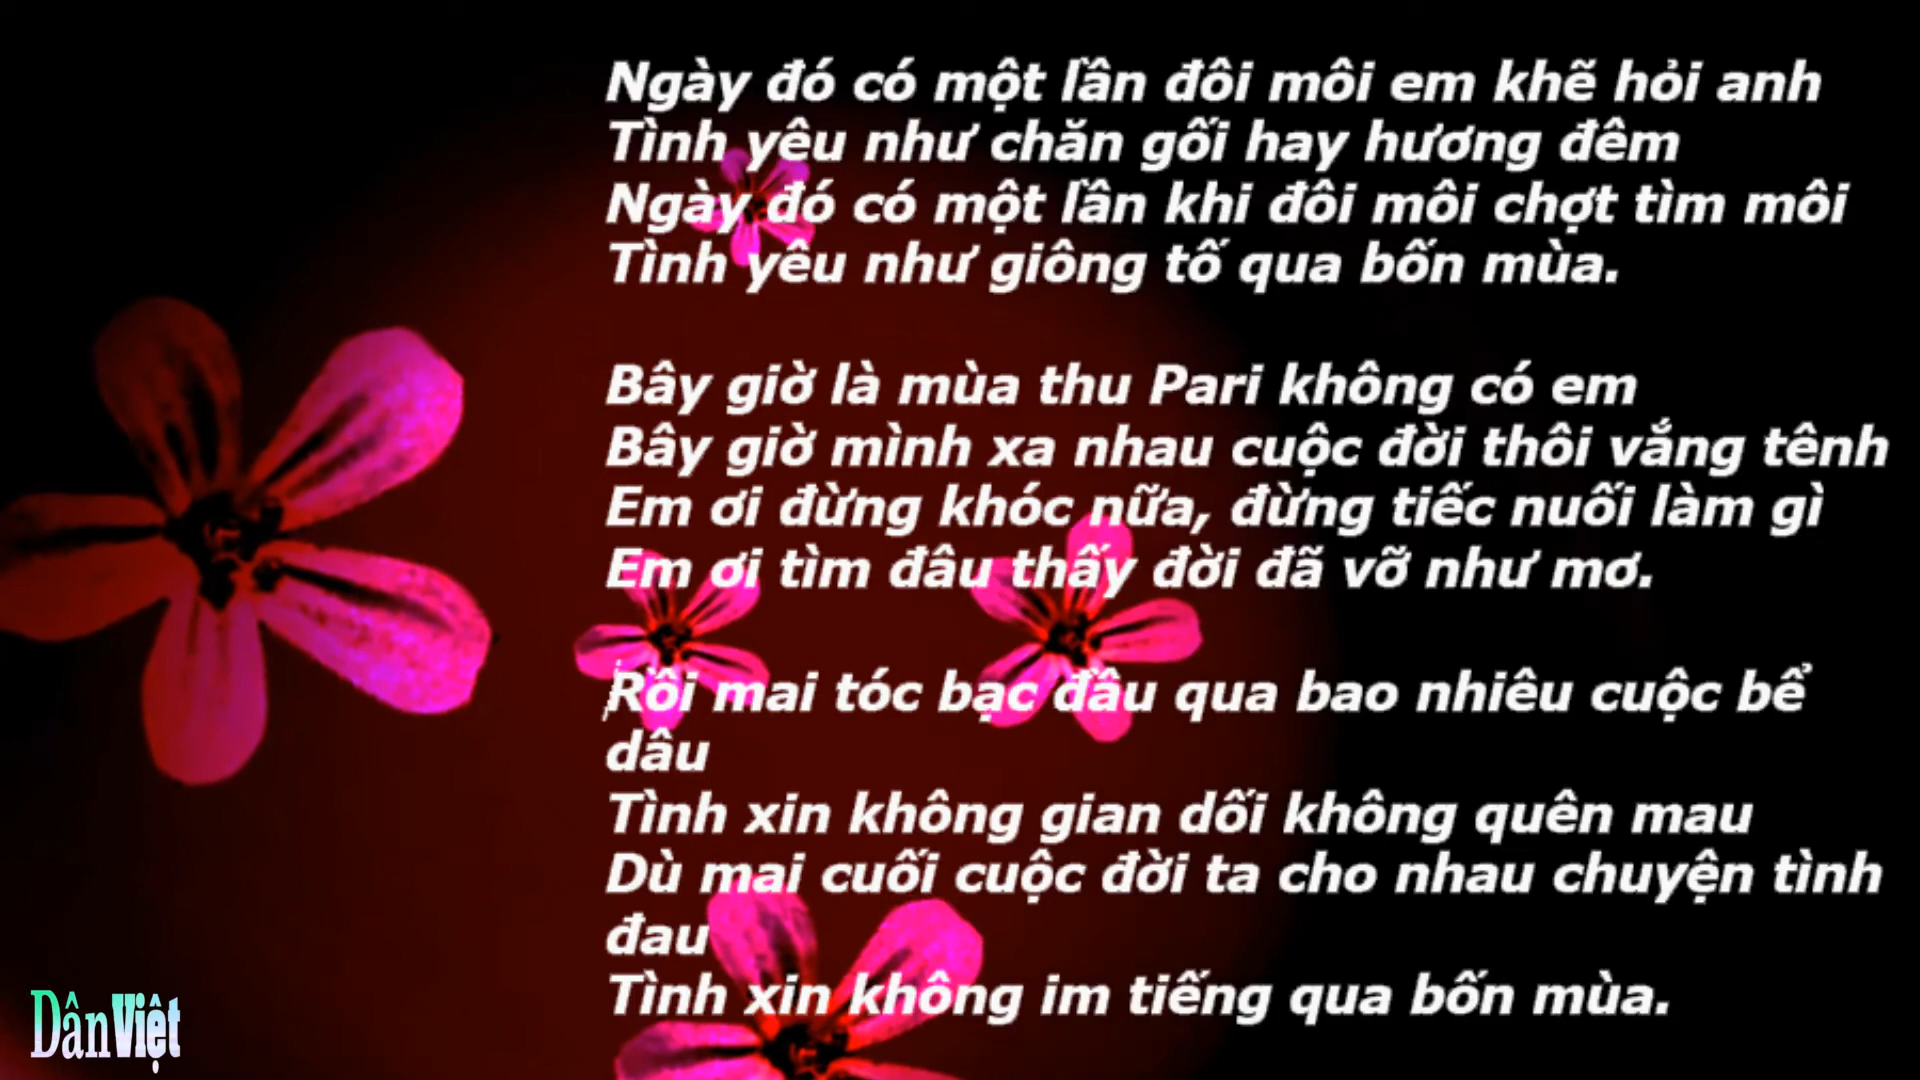 Ngày đó có một lần đôi môi em khẽ hỏi anh
Tình yêu như chăn gối hay hương đêm
Ngày đó có một lần khi đôi môi chợt tìm môi
Tình yêu như giông tố qua bốn mùa.
Bây giờ là mùa thu Pari không có em
Bây giờ mình xa nhau cuộc đời thôi vắng tênh
Em ơi đừng khóc nữa, đừng tiếc nuối làm gì
Em ơi tìm đâu thấy đời đã vỡ như mơ.
Rồi mai tóc bạc đầu qua bao nhiêu cuộc bể
dâu
Tình xin không gian dối không quên mau
Dù mai cuối cuộc đời ta cho nhau chuyện tình
đau
Tình xin không im tiếng qua bốn mùa.
Dân Việt